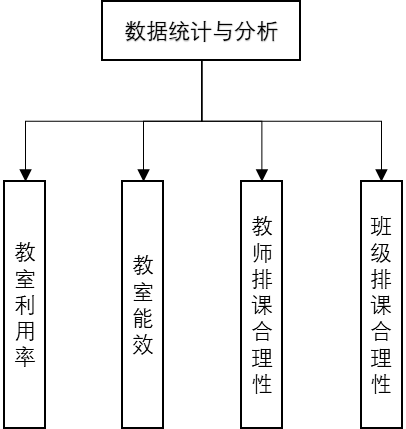 数据统计与分析
教室利用率
教室能效
教师排课合理性
班级排课合理性